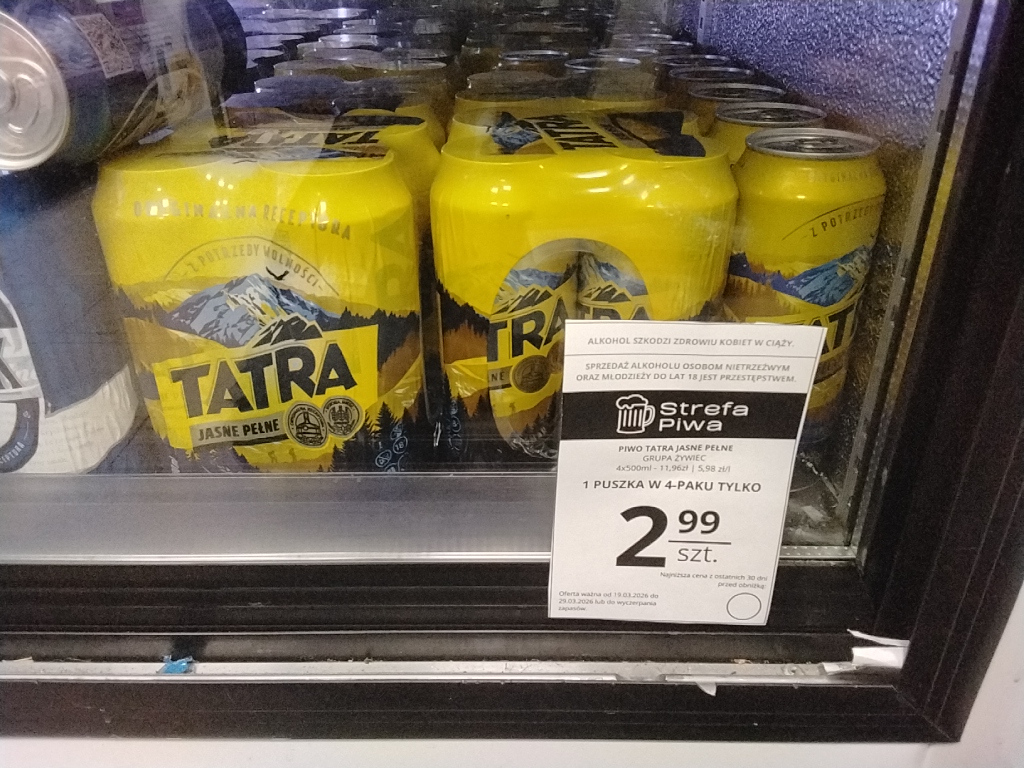 TATRA
ORYGINALNA RECEPTURA
Z POTRZEBY WOLNOŚCI
TATRA
JASNE PEŁNE
TATRA
TRA
Z POTRZEBY
TAT
ALKOHOL SZKODZI ZDROWIU KOBIET W CIĄŻY.
SPRZEDAŻ ALKOHOLU OSOBOM NIETRZEŹWYM
ORAZ MŁODZIEŻY DO LAT 18 JEST PRZESTĘPSTWEM.
Strefa
Piwa
PIWO TATRA JASNE PEŁNE
GRUPA ŻYWIEC
4x500ml - 11,96zł | 5,98 zł/l
1 PUSZKA W 4-PAKU TYLKO
2 99
szt.
Najniższa cena z ostatnich 30 dni
przed obniżką:
Oferta ważna od 19.03.2026 do
25.03.2026 lub do wyczerpania
zapasów.